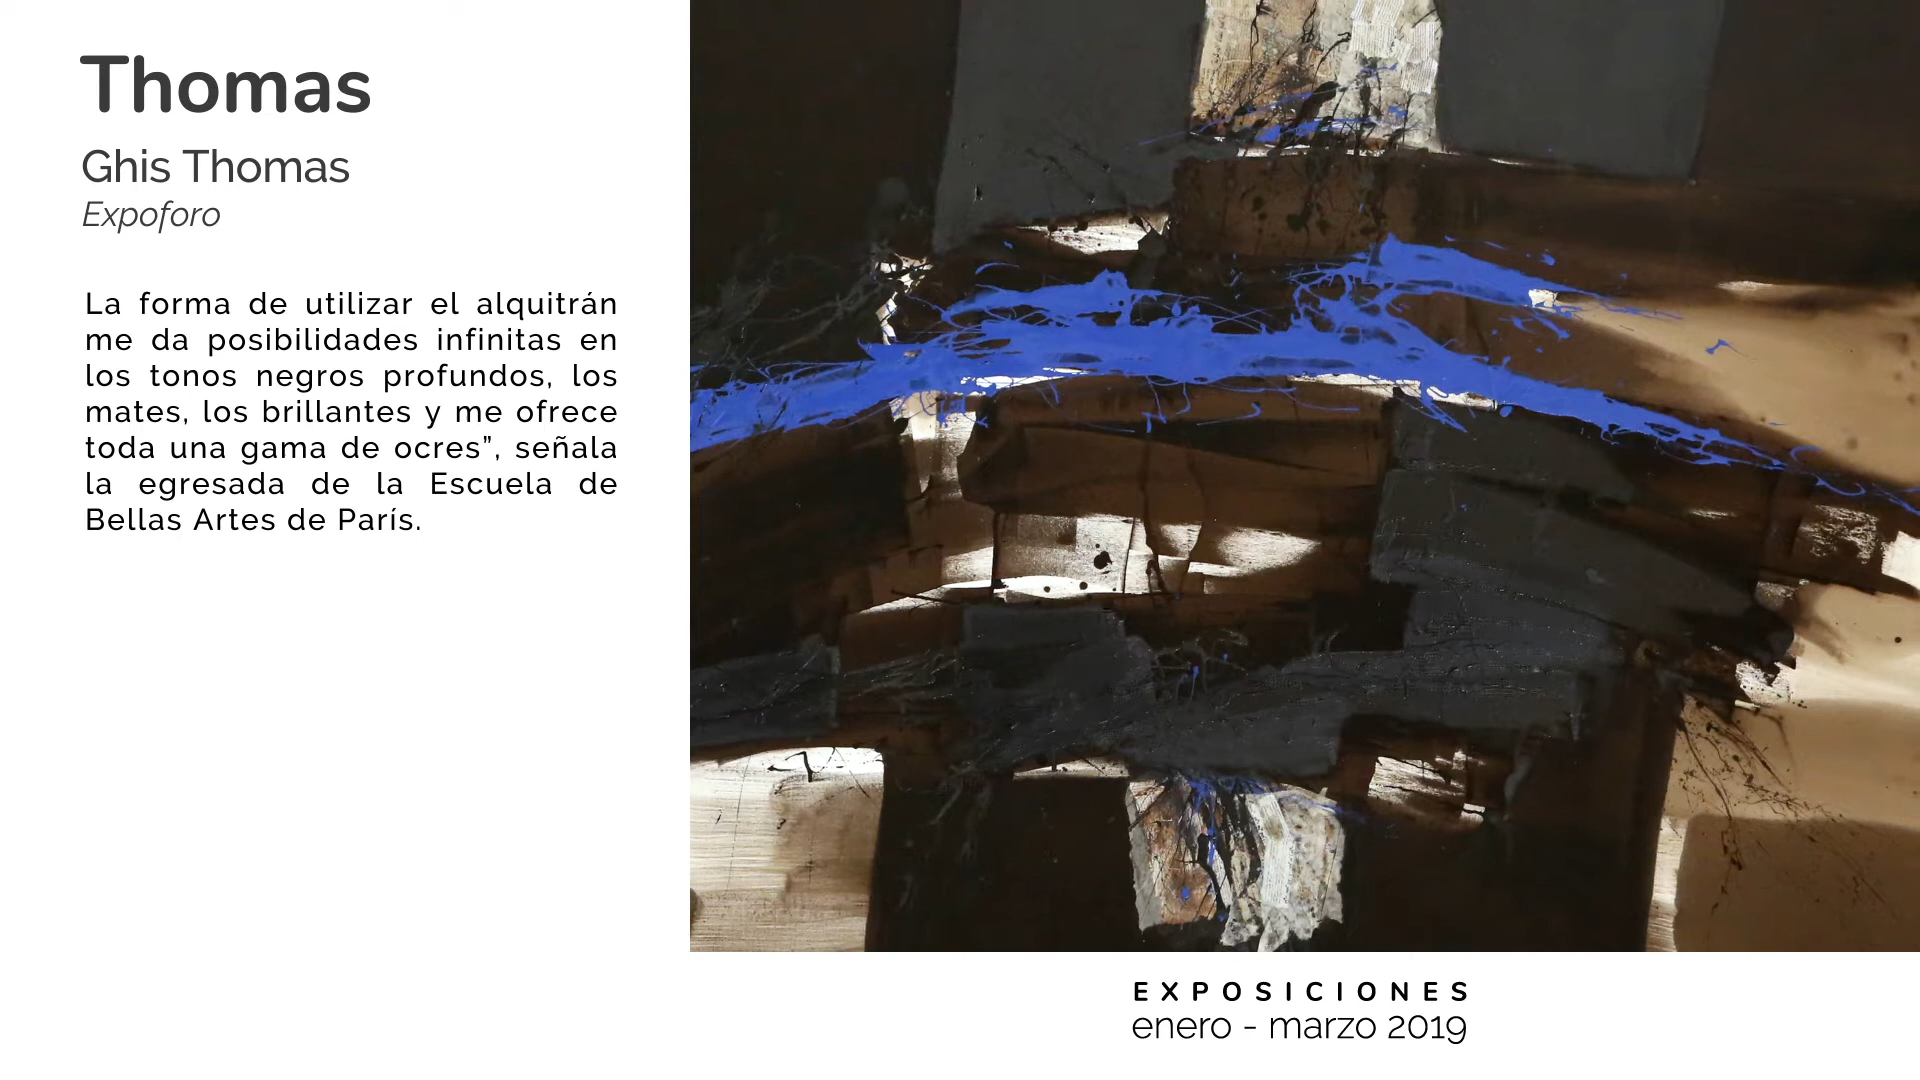 Thomas
Ghis Thomas
Expoforo
La forma de utilizar el alquitrán
me da posibilidades infinitas en
los tonos negros profundos, los
mates, los brillantes y me ofrece
toda una gama de ocres”, señala
la egresada de la Escuela de
Bellas Artes de París.
EXPOSICIONES
enero - marzo 2019